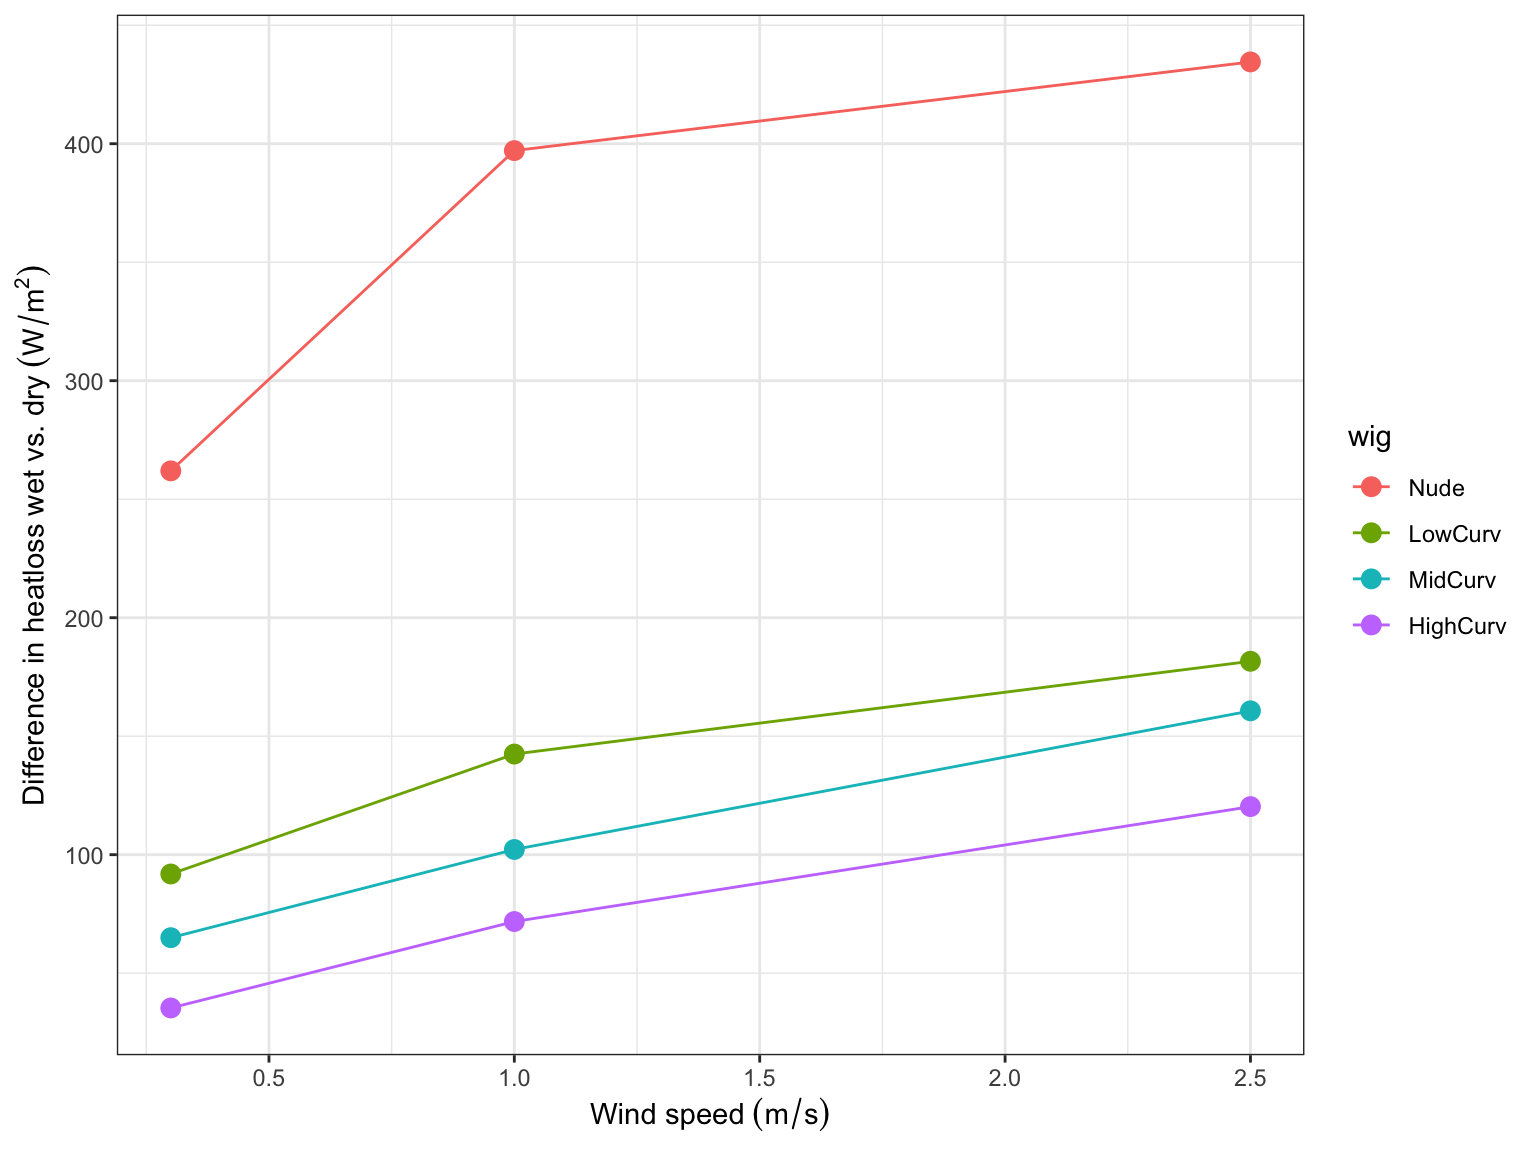 Difference in heatloss wet vs. dry (W/m²)
400
300
200
100
0.5 1.0 1.5 2.0 2.5
Wind speed (m/s)
wig
Nude
LowCurv
MidCurv
HighCurv